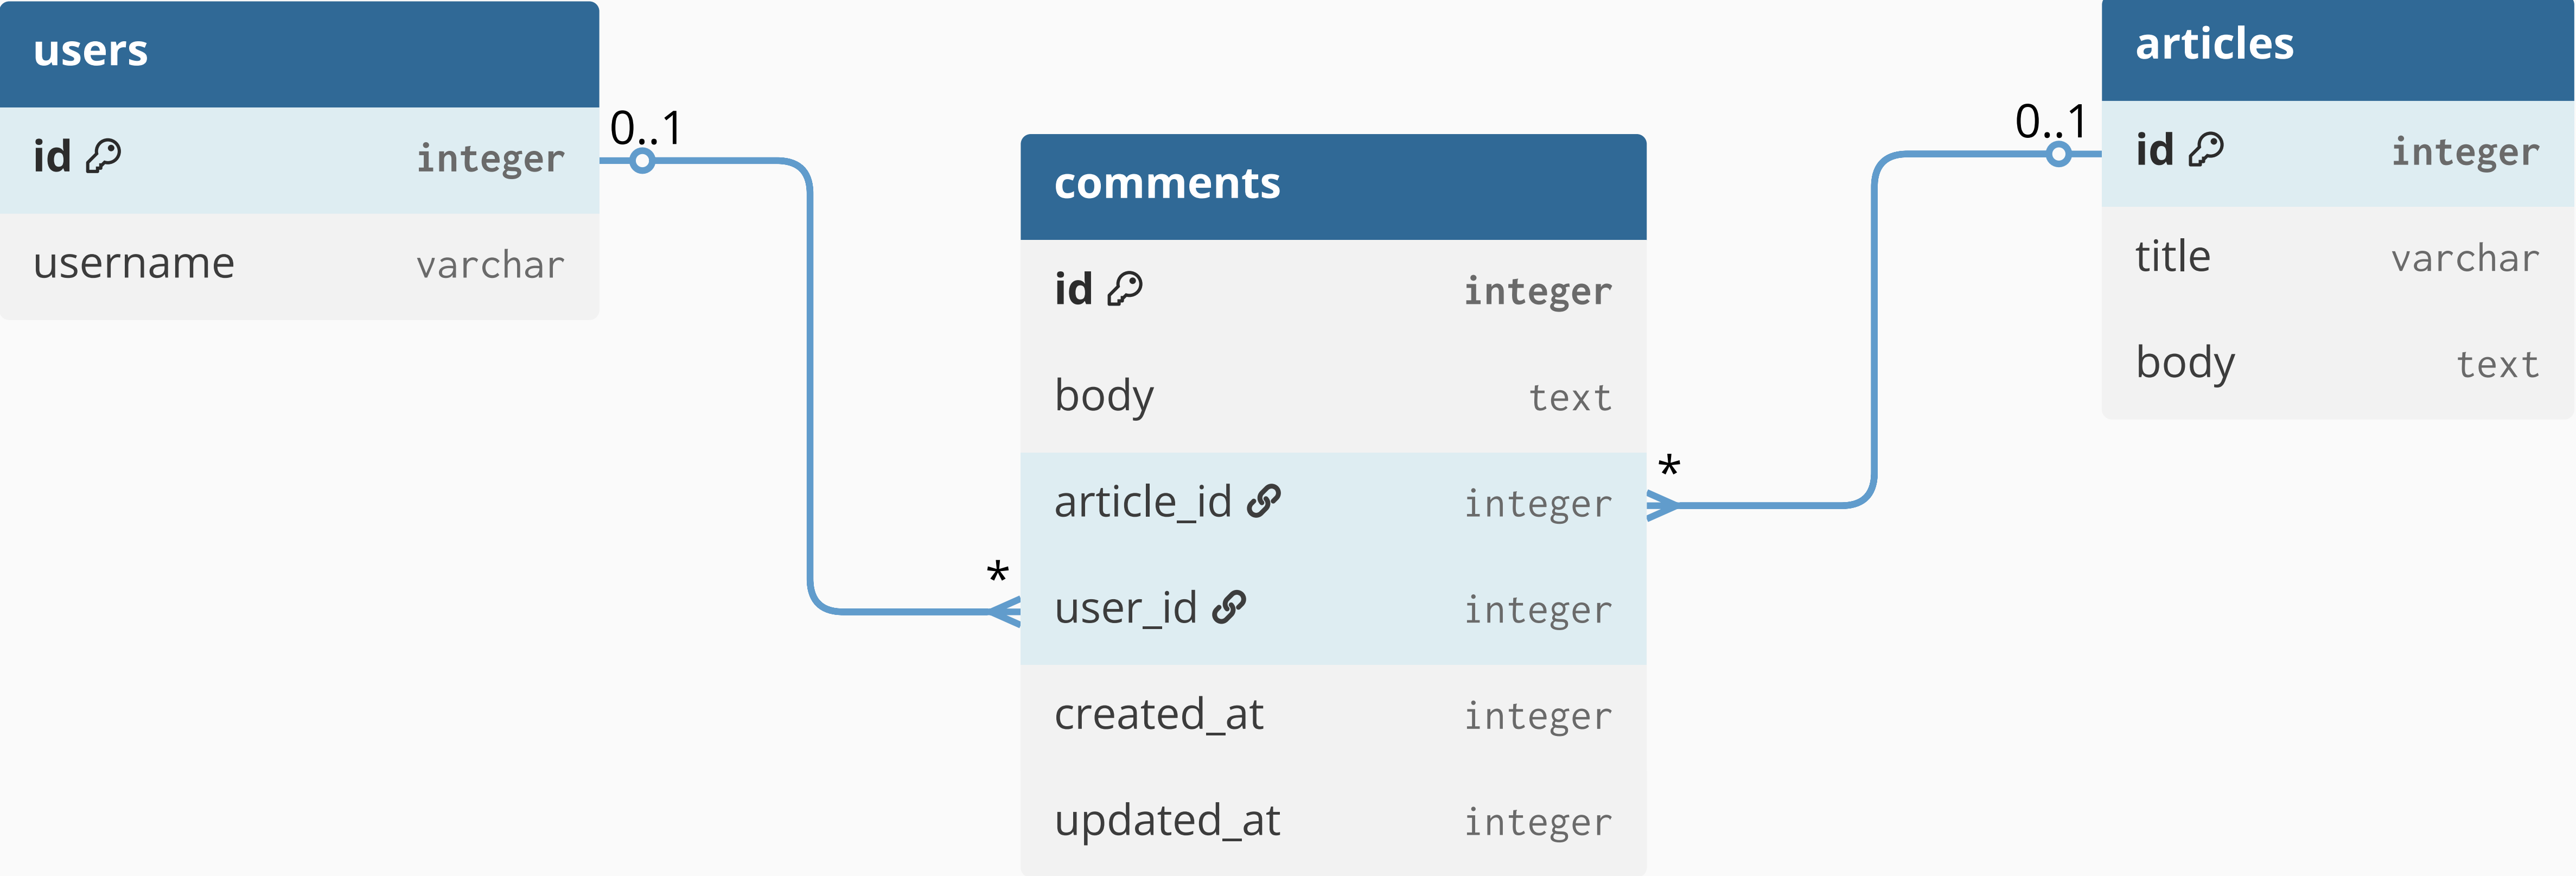 users
id integer
username varchar
0..1
comments
id integer
body text
article_id integer
user_id integer
created_at integer
updated_at integer
*
*
0..1
articles
id integer
title varchar
body text